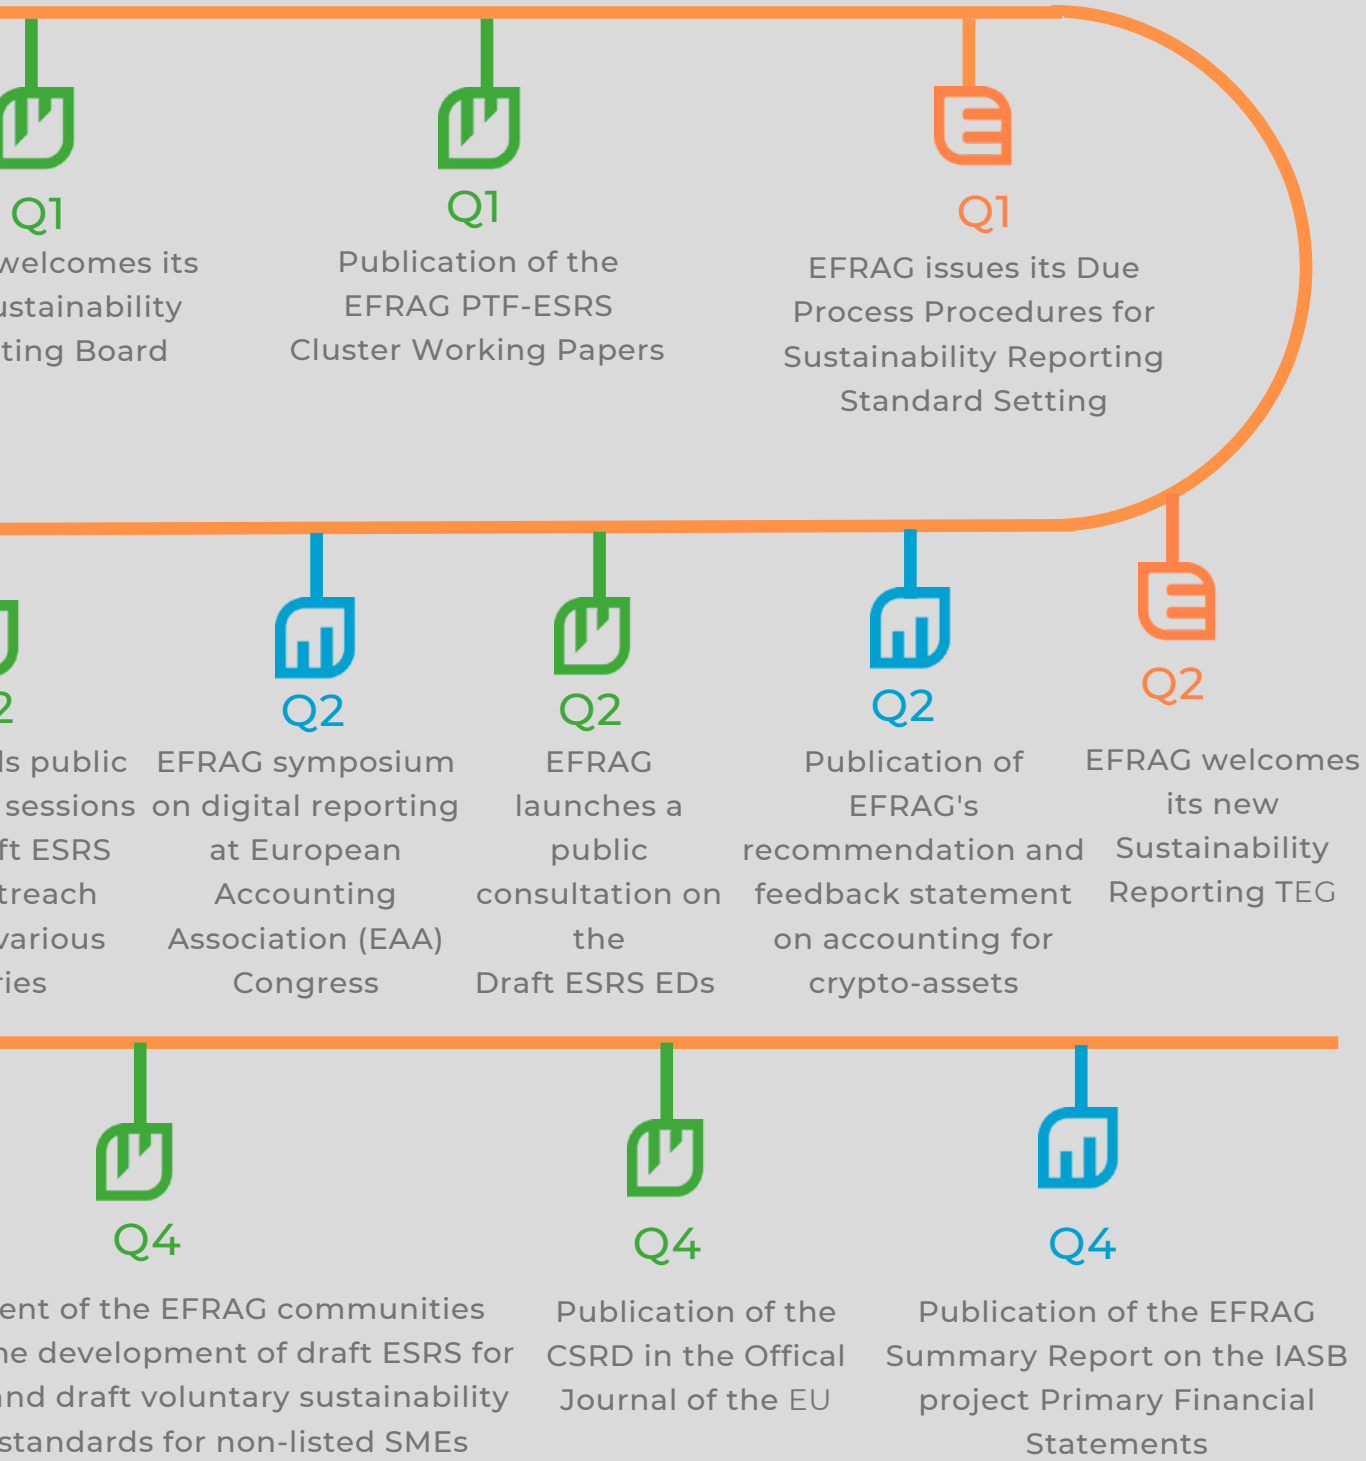 Q1
welcomes its
ustainability
ting Board
Q1
Publication of the
EFRAG PTF-ESRS
Cluster Working Papers
Q1
EFRAG issues its Due
Process Procedures for
Sustainability Reporting
Standard Setting
2
ls public
sessions
ft ESRS
treach
various
ries
Q2
EFRAG symposium
on digital reporting
at European
Accounting
Association (EAA)
Congress
Q2
EFRAG
launches a
public
consultation on
the
Draft ESRS EDs
Q2
Publication of
EFRAG's
recommendation and
feedback statement
on accounting for
crypto-assets
Q2
EFRAG welcomes
its new
Sustainability
Reporting TEG
Q4
ent of the EFRAG communities
he development of draft ESRS for
and draft voluntary sustainability
standards for non-listed SMEs
Q4
Publication of the
CSRD in the Offical
Journal of the EU
Q4
Publication of the EFRAG
Summary Report on the IASB
project Primary Financial
Statements